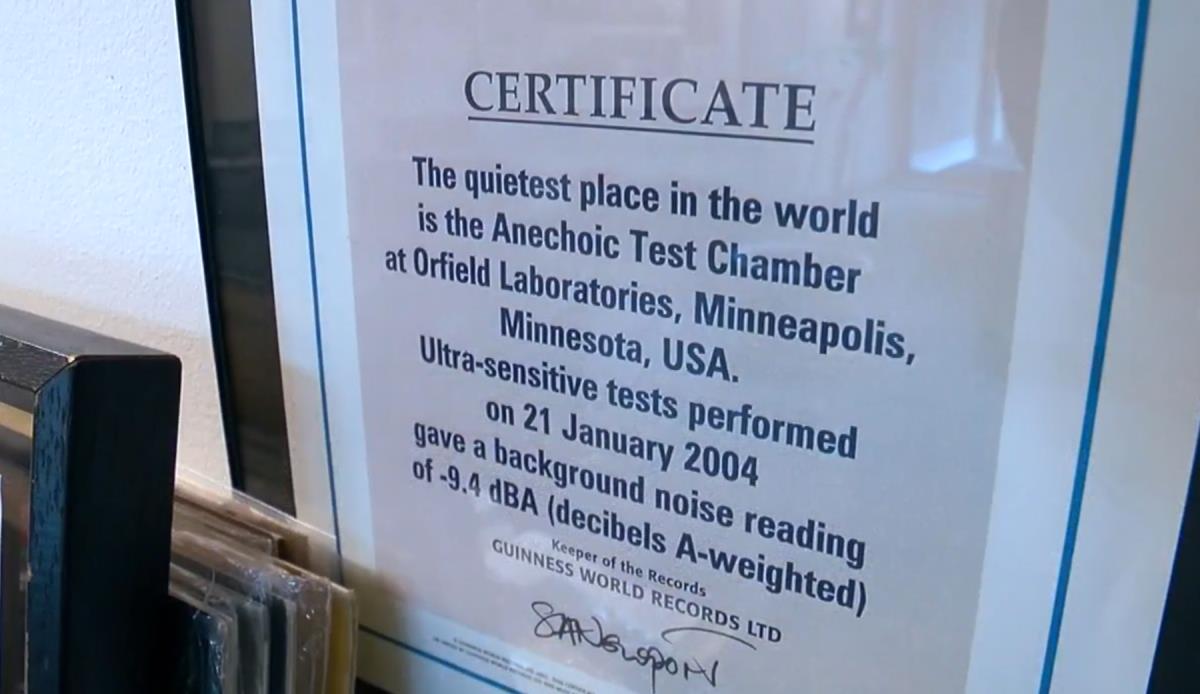 CERTIFICATE
The quietest place in the world
is the Anechoic Test Chamber
at Orfield Laboratories, Minneapolis,
Minnesota, USA.
Ultra-sensitive tests performed
on 21 January 2004
gave a background noise reading
of -9.4 dBA (decibels A-weighted)
Keeper of the Records
GUINNESS WORLD RECORDS LTD